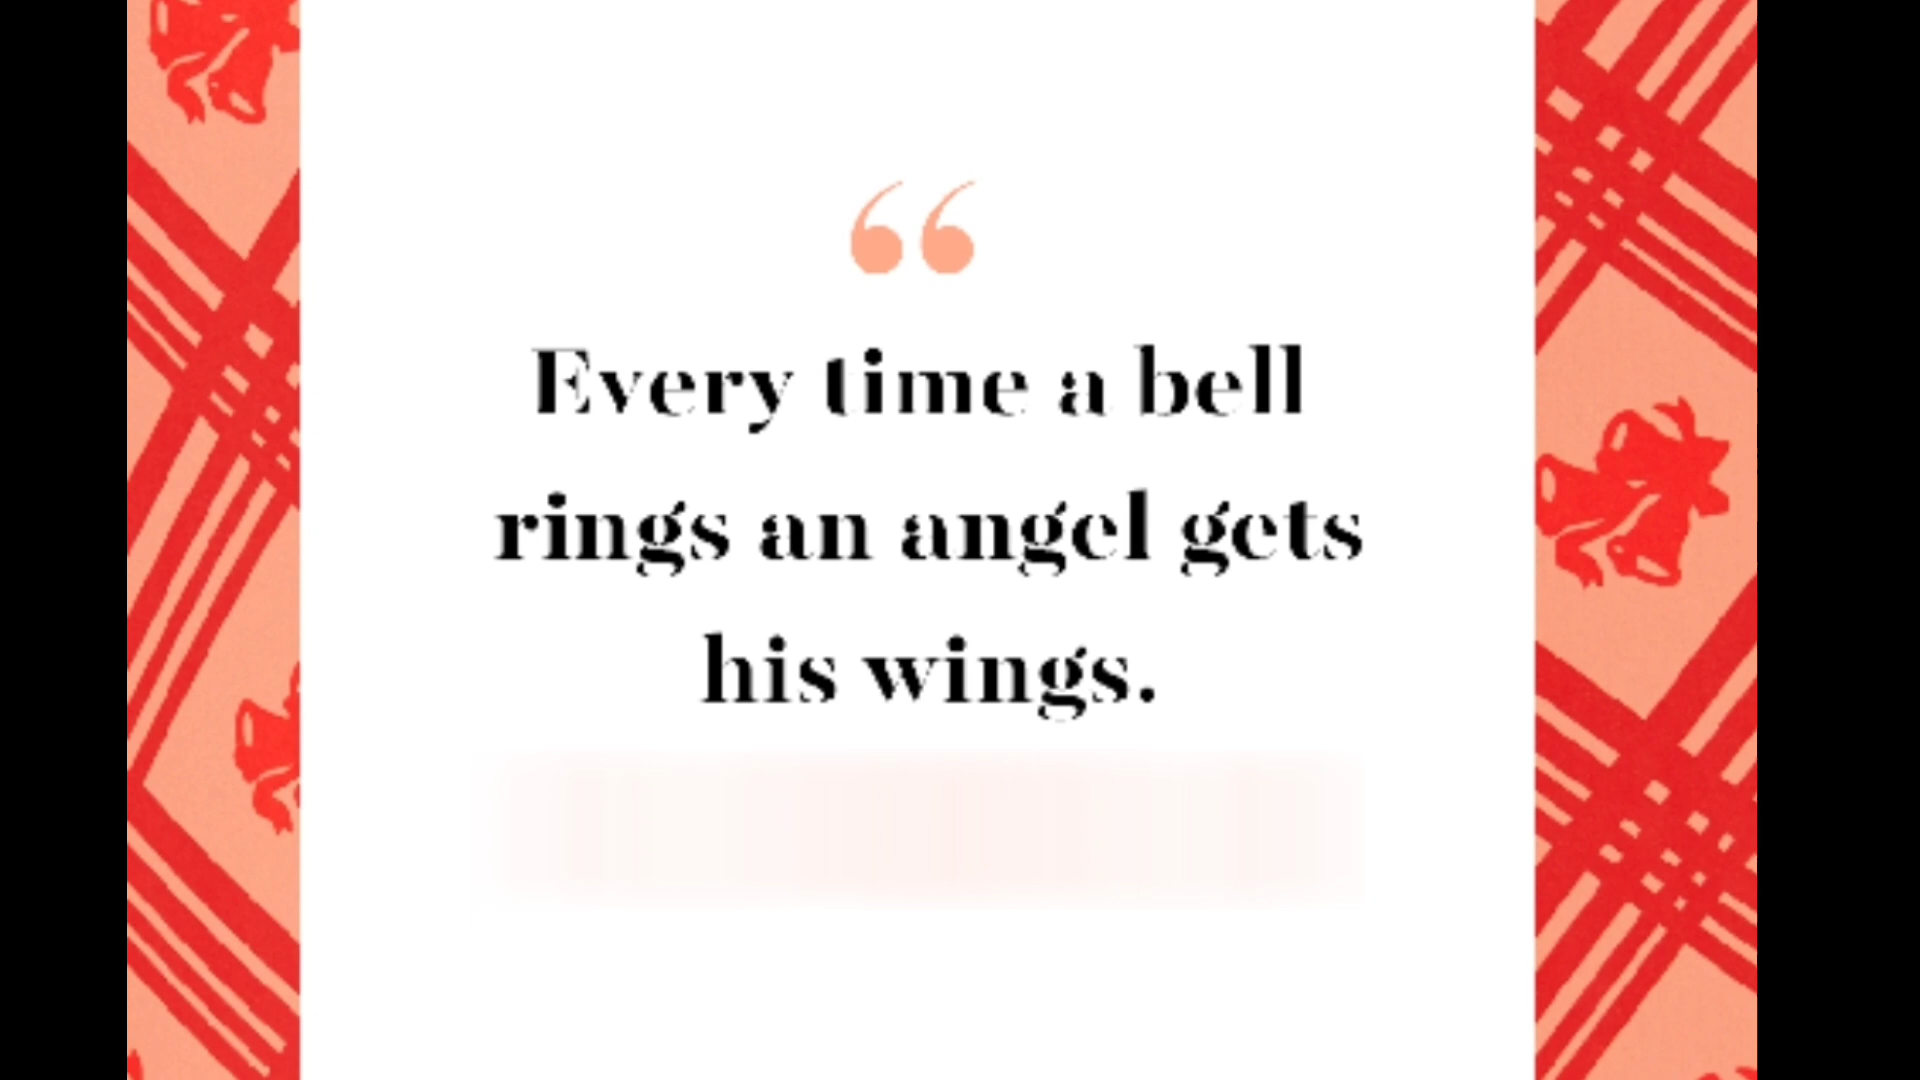 “
Every time a bell
rings an angel gets
his wings.